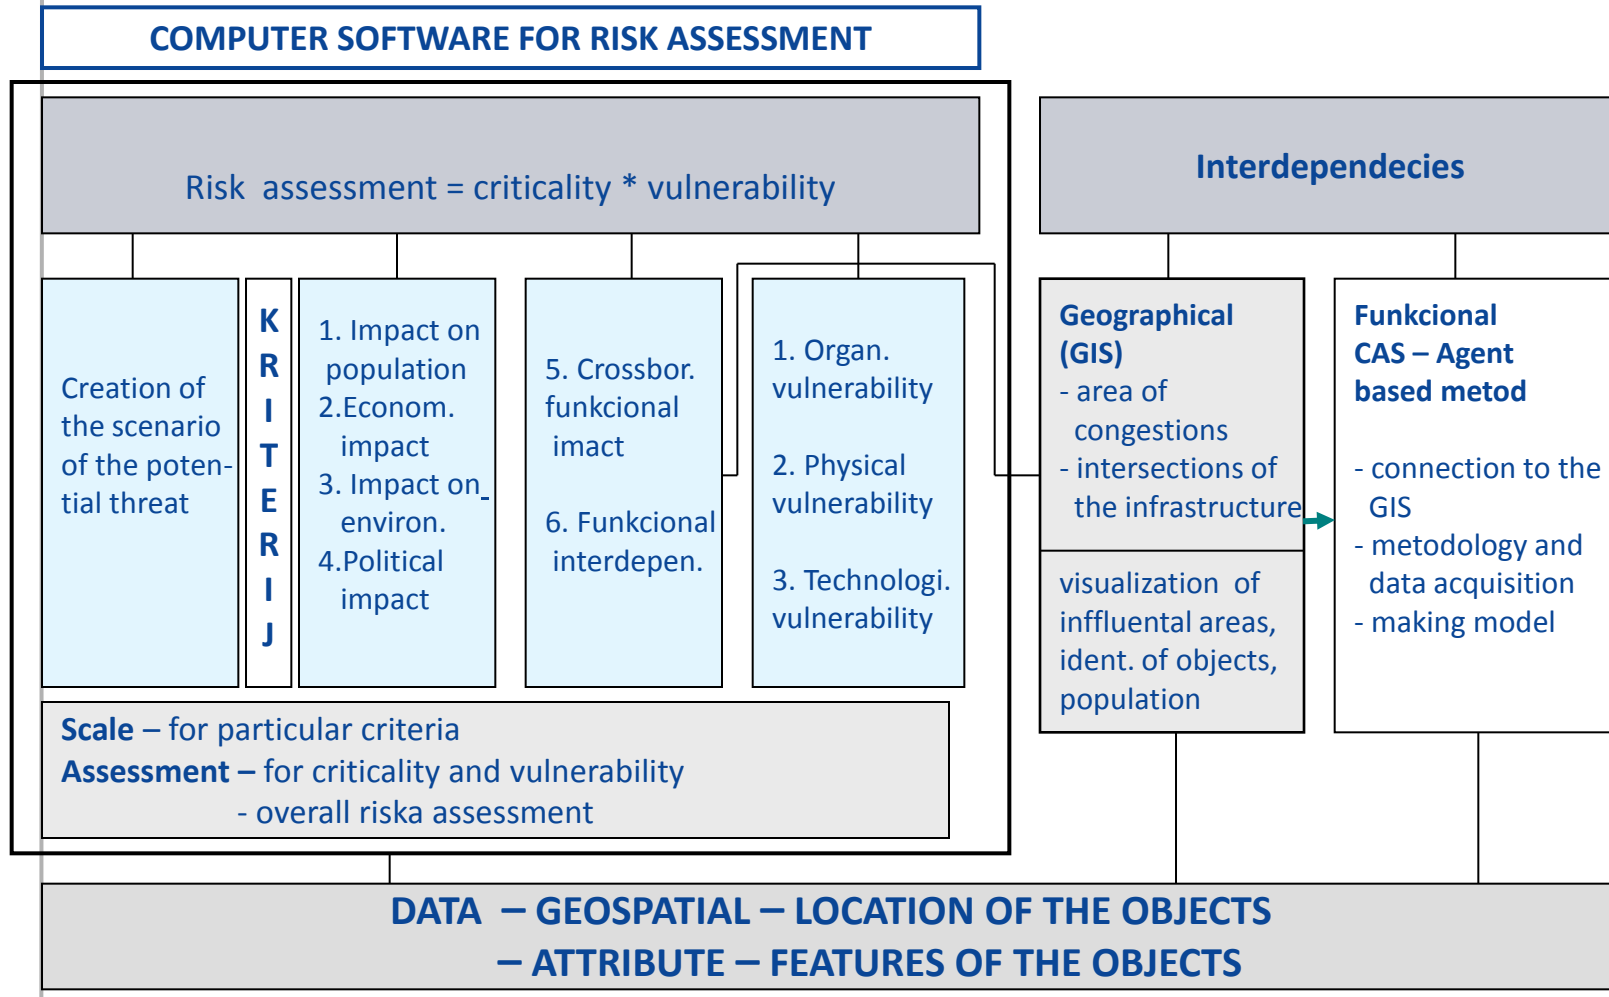 COMPUTER SOFTWARE FOR RISK ASSESSMENT
Risk assessment = criticality * vulnerability
Interdependecies
Creation of
the scenario
of the poten-
tial threat
K
R
I
T
E
R
I
J
1. Impact on
population
2.Econom.
impact
3. Impact on_
environ.
4.Political
impact
5. Crossbor.
funkcional
imact
6. Funkcional
interdepen.
1. Organ.
vulnerability
2. Physical
vulnerability
3. Technologi.
vulnerability
Geographical
(GIS)
- area of
congestions
- intersections of
the infrastructure
visualization of
inffluental areas,
ident. of objects,
population
Funkcional
CAS – Agent
based metod
- connection to the
GIS
- metodology and
data acquisition
- making model
Scale – for particular criteria
Assessment – for criticality and vulnerability
- overall riska assessment
DATA – GEOSPATIAL – LOCATION OF THE OBJECTS
– ATTRIBUTE – FEATURES OF THE OBJECTS